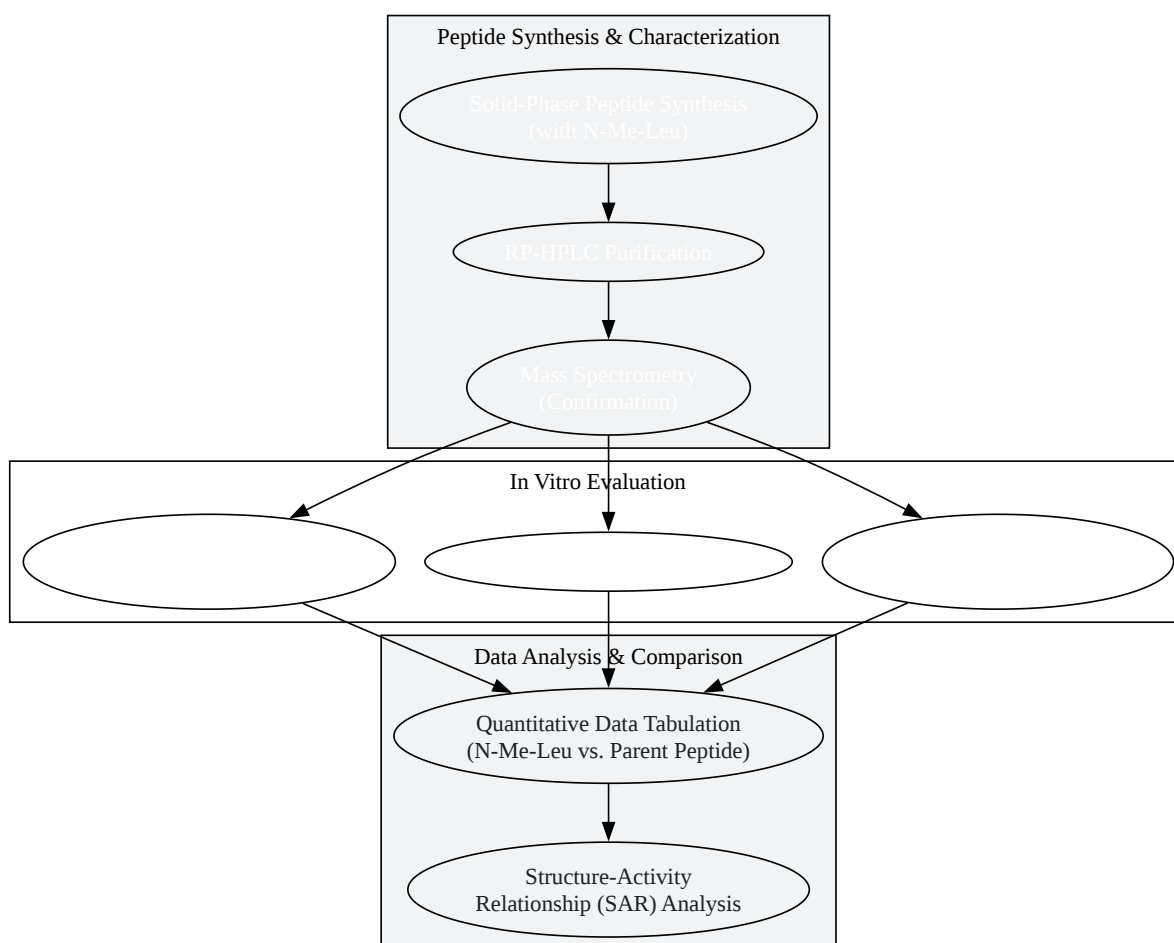 Peptide Synthesis & Characterization
Solid-Phase Peptide Synthesis
(with N-Me-Leu)
RP-HPLC Purification
Mass Spectrometry
(Confirmation)
In Vitro Evaluation
Data Analysis & Comparison
Quantitative Data Tabulation
(N-Me-Leu vs. Parent Peptide)
Structure-Activity
Relationship (SAR) Analysis